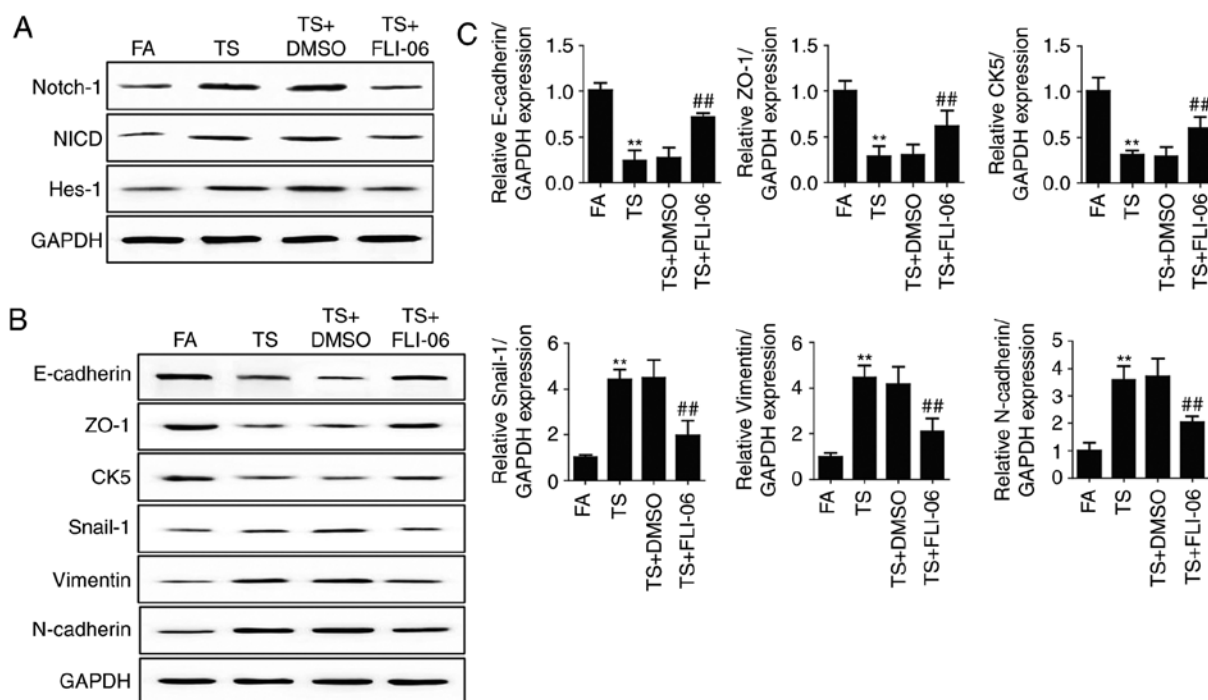 A
FA
TS
TS+
DMSO
TS+
FLI-06
Notch-1
NICD
Hes-1
GAPDH
B
FA
TS
TS+
DMSO
TS+
FLI-06
E-cadherin
ZO-1
CK5
Snail-1
Vimentin
N-cadherin
GAPDH
C
Relative E-cadherin/
GAPDH expression
1.5
1.0
0.5
0.0
**
##
FA
TS
TS+DMSO
TS+FLI-06
Relative ZO-1/
GAPDH expression
1.5
1.0
0.5
0.0
**
##
FA
TS
TS+DMSO
TS+FLI-06
Relative CK5/
GAPDH expression
1.5
1.0
0.5
0.0
**
##
FA
TS
TS+DMSO
TS+FLI-06
Relative Snail-1/
GAPDH expression
6
4
2
0
**
##
FA
TS
TS+DMSO
TS+FLI-06
Relative Vimentin/
GAPDH expression
6
4
2
0
**
##
FA
TS
TS+DMSO
TS+FLI-06
Relative N-cadherin/
GAPDH expression
5
4
3
2
1
0
**
##
FA
TS
TS+DMSO
TS+FLI-06